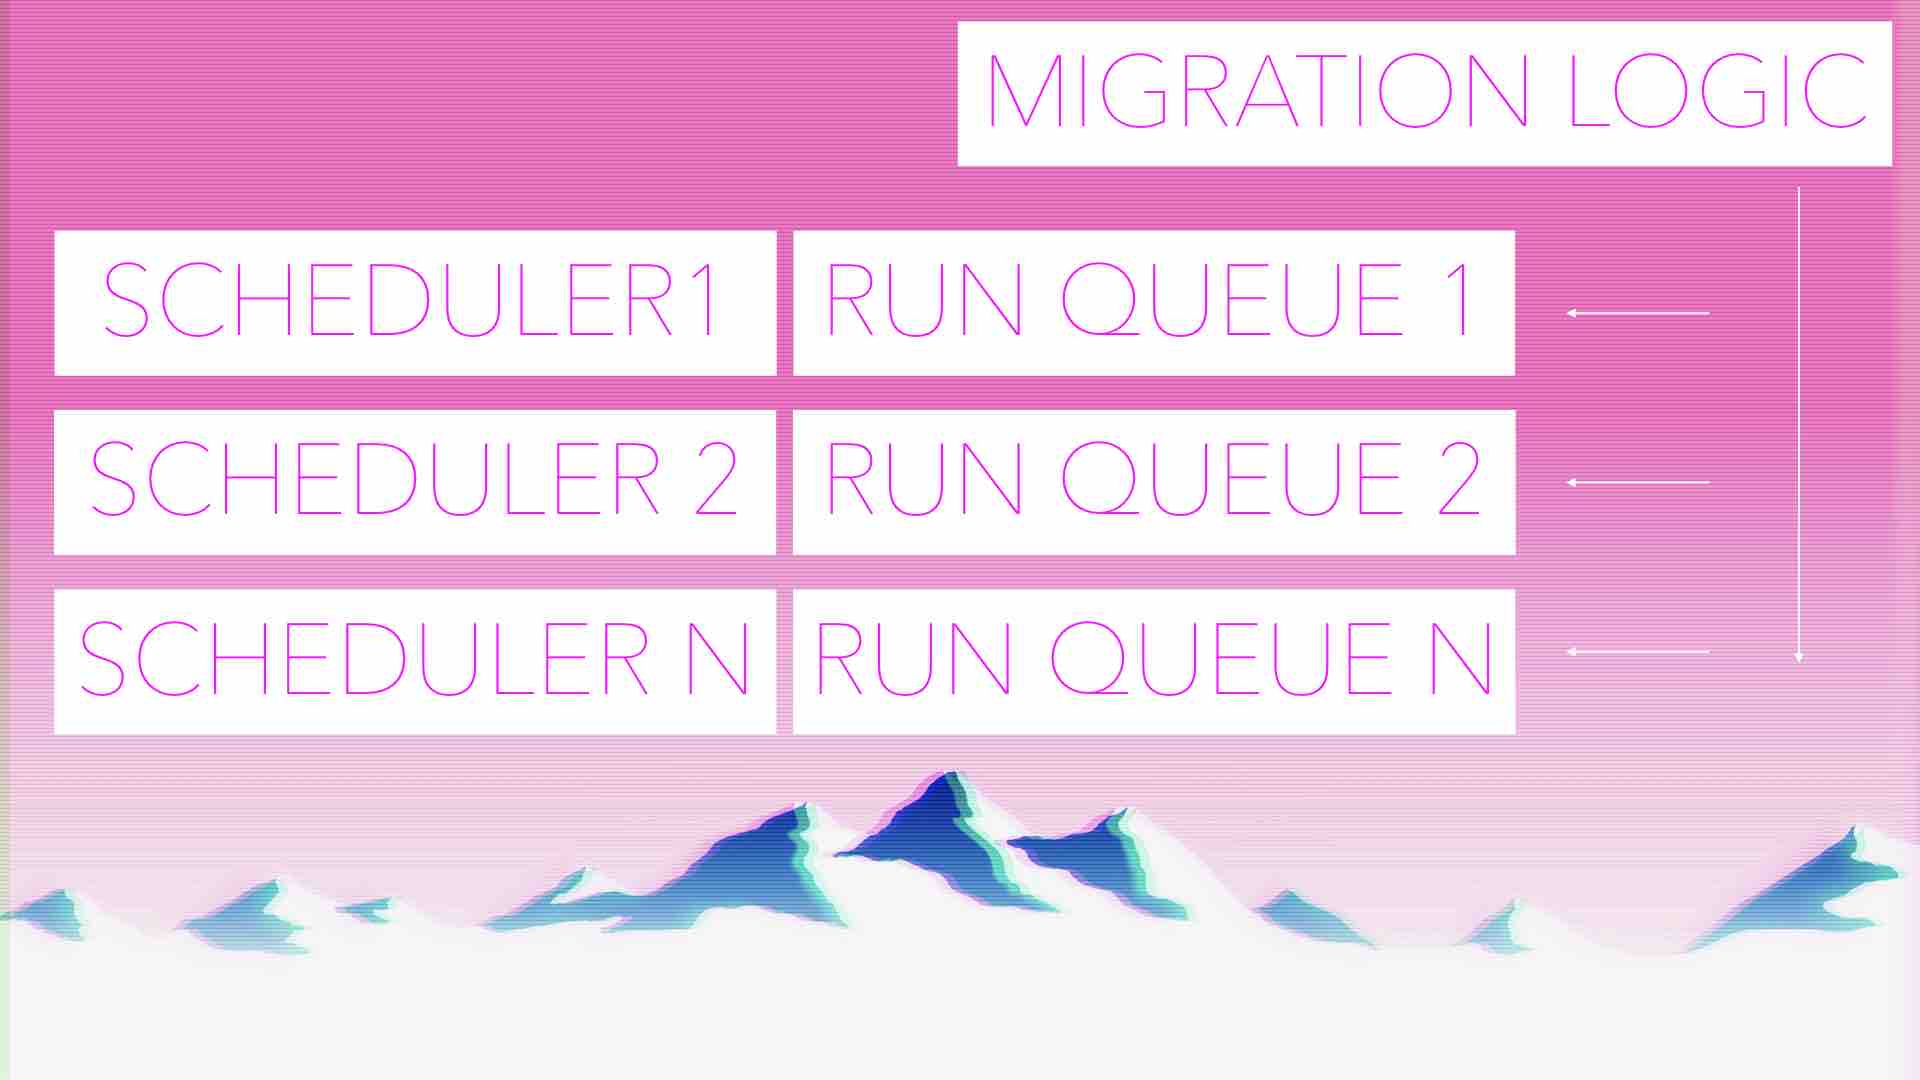 MIGRATION LOGIC
SCHEDULER1 RUN QUEUE 1
SCHEDULER 2 RUN QUEUE 2
SCHEDULER N RUN QUEUE N